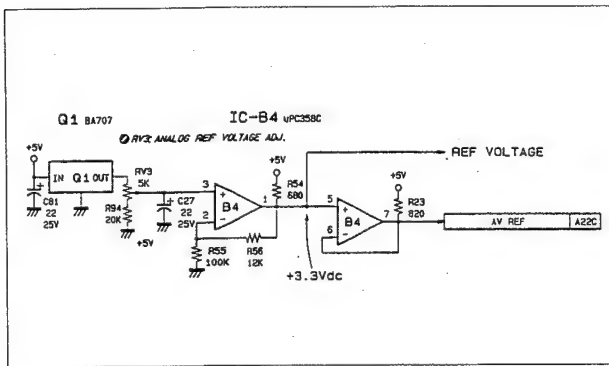 Q1 BA707
IC-B4 uPC358C
RV3: ANALOG REF VOLTAGE ADJ.
+5V
IN Q1 OUT
C81
22
25V
RV3
5K
R94
20K
+5V
C27
22
25V
3
2
1
B4
R55
100K
R56
12K
+5V
R54
680
+3.3Vdc
REF VOLTAGE
5
6
7
B4
+5V
R23
820
AV REF A22C